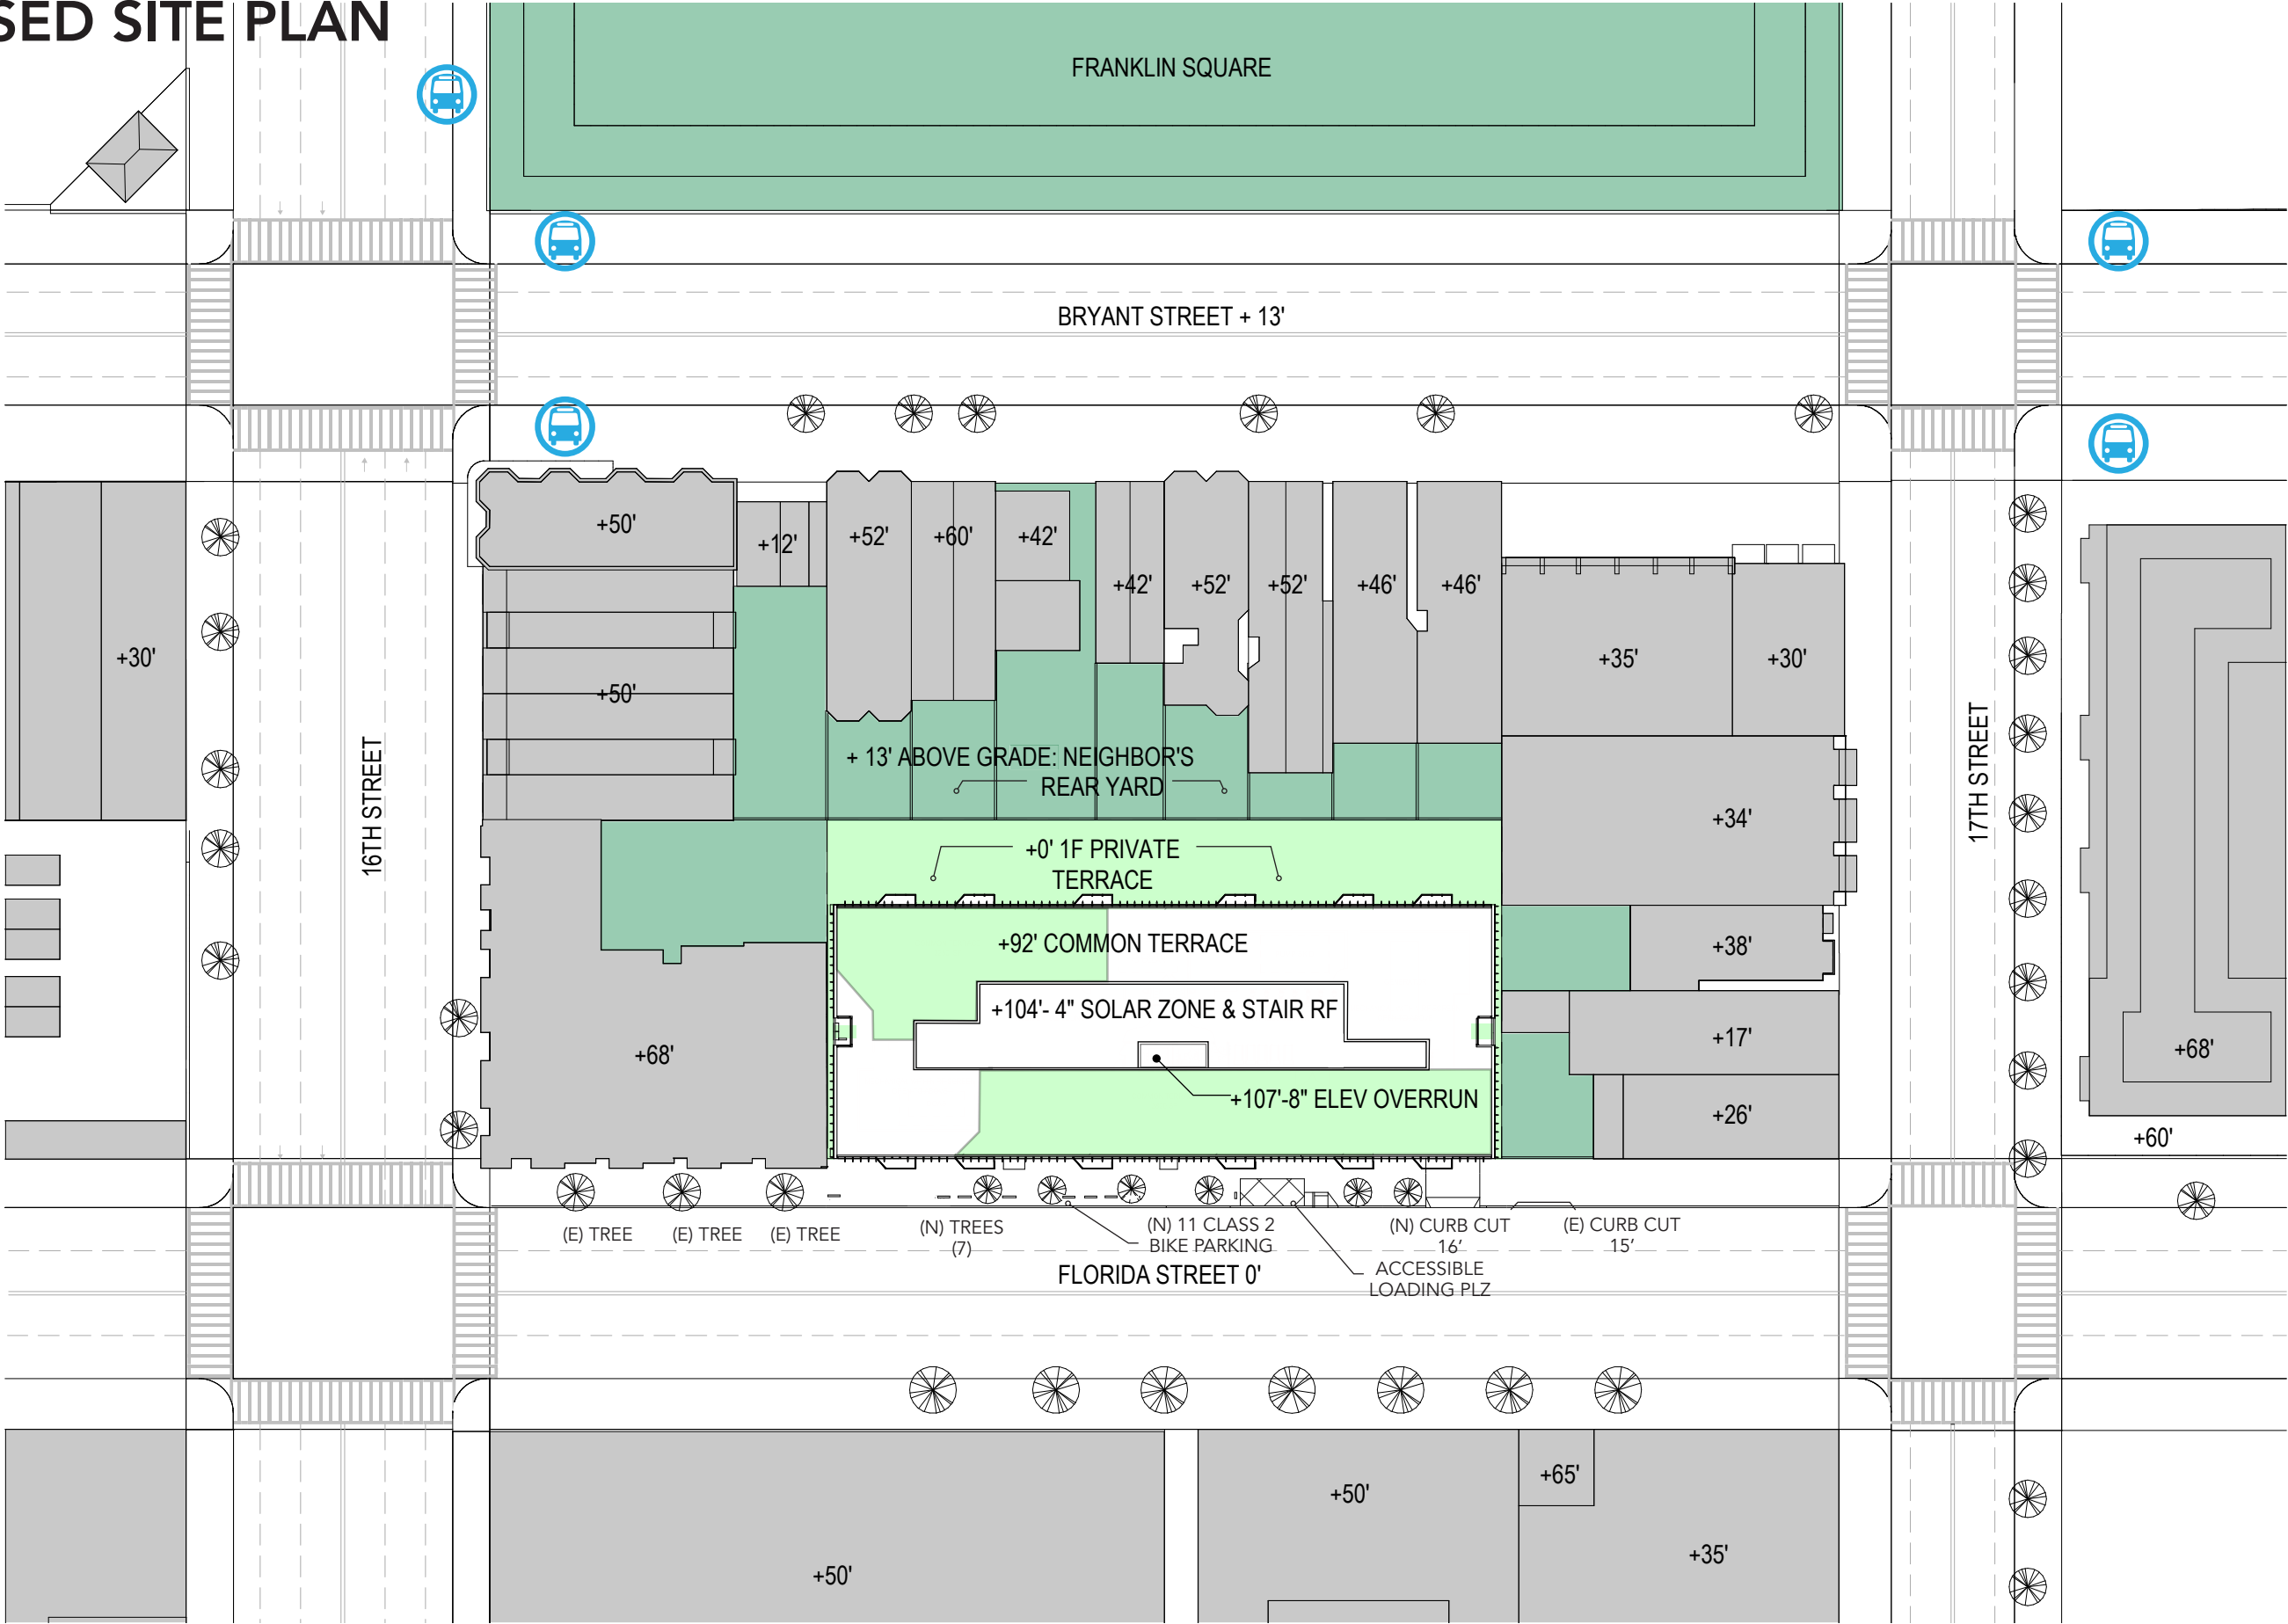 SED SITE PLAN
FRANKLIN SQUARE
BRYANT STREET + 13'
+50'
+12'
+52'
+60'
+42'
+42'
+52'
+52'
+46'
+46'
+35'
+30'
+30'
+50'
16TH STREET
17TH STREET
+ 13' ABOVE GRADE: NEIGHBOR'S
REAR YARD
+34'
+0' 1F PRIVATE
TERRACE
+92' COMMON TERRACE
+38'
+104'- 4" SOLAR ZONE & STAIR RF
+68'
+17'
+68'
+107'-8" ELEV OVERRUN
+26'
+60'
(E) TREE
(E) TREE
(E) TREE
(N) TREES
(7)
(N) 11 CLASS 2
BIKE PARKING
(N) CURB CUT
16’
(E) CURB CUT
15’
ACCESSIBLE
LOADING PLZ
FLORIDA STREET 0'
+50'
+50'
+65'
+35'